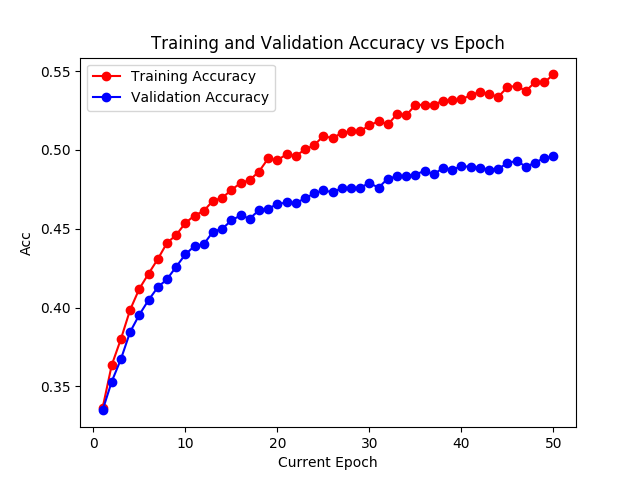 Training and Validation Accuracy vs Epoch
Training Accuracy
Validation Accuracy
0.55
0.50
0.45
0.40
0.35
Acc
0 10 20 30 40 50
Current Epoch